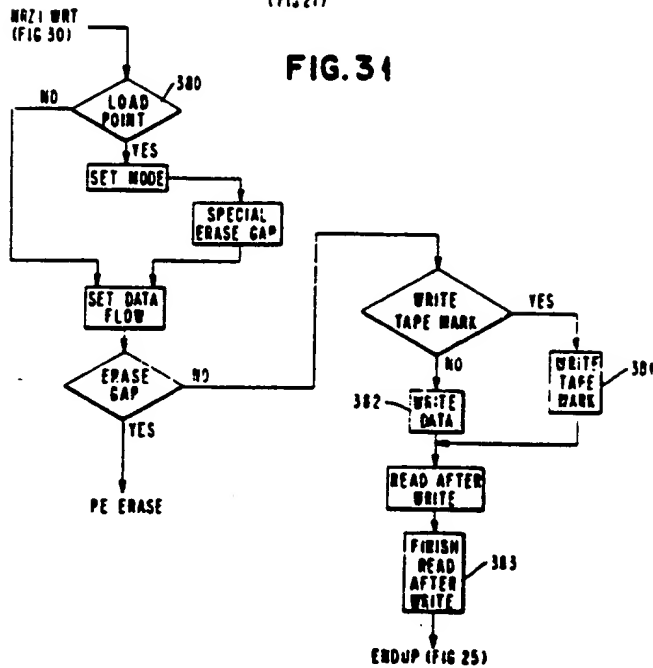 (FIG 27)
NRZI WRT
(FIG 30)
FIG. 31
380
NO
LOAD
POINT
YES
SET MODE
SPECIAL
ERASE GAP
SET DATA
FLOW
ERASE
GAP
NO
YES
PE ERASE
WRITE
TAPE MARK
YES
NO
WRITE
TAPE
MARK
381
382
WRITE
DATA
READ AFTER
WRITE
FINISH
READ
AFTER
WRITE
383
ENDUP (FIG 25)